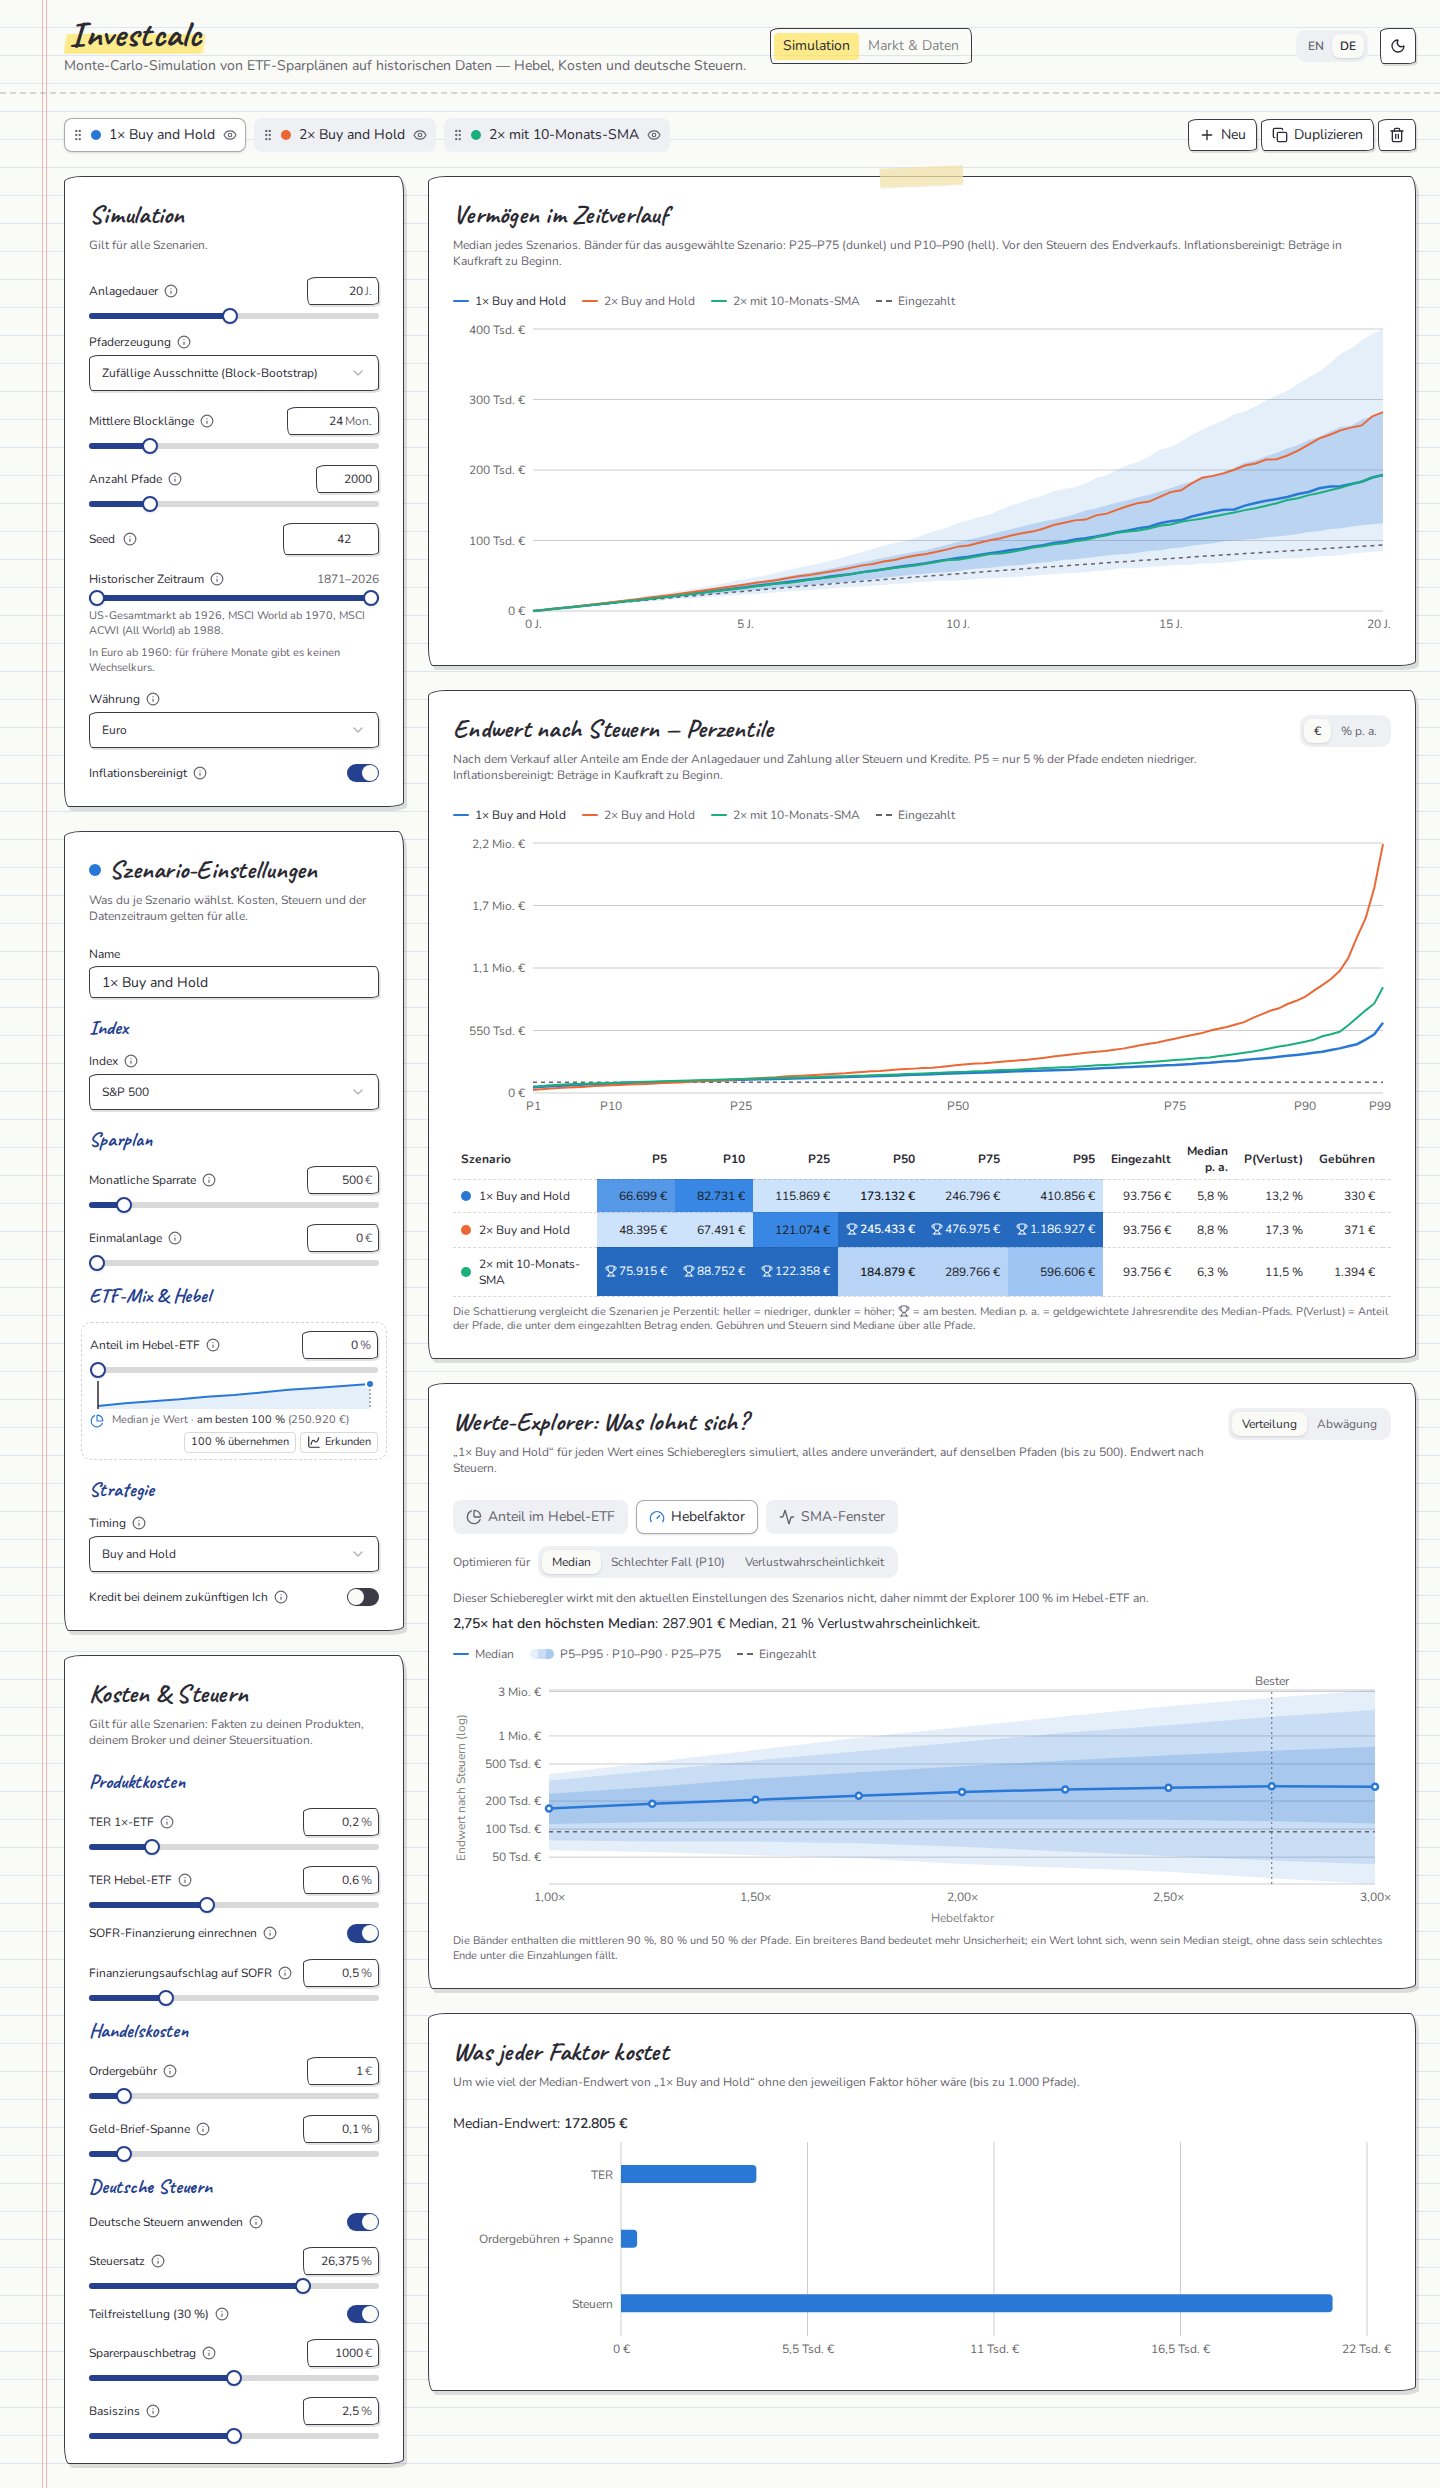 Investcalc
Monte-Carlo-Simulation von ETF-Sparplänen auf historischen Daten — Hebel, Kosten und deutsche Steuern.
Simulation Markt & Daten
EN DE
1× Buy and Hold
2× Buy and Hold
2× mit 10-Monats-SMA
Neu
Duplizieren
Simulation
Gilt für alle Szenarien.
Anlagedauer 20 J.
Pfaderzeugung
Zufällige Ausschnitte (Block-Bootstrap)
Mittlere Blocklänge 24 Mon.
Anzahl Pfade 2000
Seed 42
Historischer Zeitraum 1871–2026
US-Gesamtmarkt ab 1926, MSCI World ab 1970, MSCI
ACWI (All World) ab 1988.
In Euro ab 1960: für frühere Monate gibt es keinen
Wechselkurs.
Währung
Euro
Inflationsbereinigt
Szenario-Einstellungen
Was du je Szenario wählst. Kosten, Steuern und der
Datenzeitraum gelten für alle.
Name
1× Buy and Hold
Index
Index
S&P 500
Sparplan
Monatliche Sparrate 500 €
Einmalanlage 0 €
ETF-Mix & Hebel
Anteil im Hebel-ETF 0 %
Median je Wert · am besten 100 % (250.920 €)
100 % übernehmen Erkunden
Strategie
Timing
Buy and Hold
Kredit bei deinem zukünftigen Ich
Kosten & Steuern
Gilt für alle Szenarien: Fakten zu deinen Produkten,
deinem Broker und deiner Steuersituation.
Produktkosten
TER 1×-ETF 0,2 %
TER Hebel-ETF 0,6 %
SOFR-Finanzierung einrechnen
Finanzierungsaufschlag auf SOFR 0,5 %
Handelskosten
Ordergebühr 1 €
Geld-Brief-Spanne 0,1 %
Deutsche Steuern
Deutsche Steuern anwenden
Steuersatz 26,375 %
Teilfreistellung (30 %)
Sparerpauschbetrag 1000 €
Basiszins 2,5 %
Vermögen im Zeitverlauf
Median jedes Szenarios. Bänder für das ausgewählte Szenario: P25–P75 (dunkel) und P10–P90 (hell). Vor den Steuern des Endverkaufs. Inflationsbereinigt: Beträge in
Kaufkraft zu Beginn.
1× Buy and Hold 2× Buy and Hold 2× mit 10-Monats-SMA Eingezahlt
400 Tsd. €
300 Tsd. €
200 Tsd. €
100 Tsd. €
0 €
0 J. 5 J. 10 J. 15 J. 20 J.
Endwert nach Steuern — Perzentile
€ % p. a.
Nach dem Verkauf aller Anteile am Ende der Anlagedauer und Zahlung aller Steuern und Kredite. P5 = nur 5 % der Pfade endeten niedriger.
Inflationsbereinigt: Beträge in Kaufkraft zu Beginn.
1× Buy and Hold 2× Buy and Hold 2× mit 10-Monats-SMA Eingezahlt
2,2 Mio. €
1,7 Mio. €
1,1 Mio. €
550 Tsd. €
0 €
P1 P10 P25 P50 P75 P90 P99
Szenario P5 P10 P25 P50 P75 P95 Eingezahlt Median p. a. P(Verlust) Gebühren
1× Buy and Hold 66.699 € 82.731 € 115.869 € 173.132 € 246.796 € 410.856 € 93.756 € 5,8 % 13,2 % 330 €
2× Buy and Hold 48.395 € 67.491 € 121.074 € 245.433 € 476.975 € 1.186.927 € 93.756 € 8,8 % 17,3 % 371 €
2× mit 10-Monats-SMA 75.915 € 88.752 € 122.358 € 184.879 € 289.766 € 596.606 € 93.756 € 6,3 % 11,5 % 1.394 €
Die Schattierung vergleicht die Szenarien je Perzentil: heller = niedriger, dunkler = höher; = am besten. Median p. a. = geldgewichtete Jahresrendite des Median-Pfads. P(Verlust) = Anteil
der Pfade, die unter dem eingezahlten Betrag enden. Gebühren und Steuern sind Mediane über alle Pfade.
Werte-Explorer: Was lohnt sich?
Verteilung Abwägung
„1× Buy and Hold“ für jeden Wert eines Schiebereglers simuliert, alles andere unverändert, auf denselben Pfaden (bis zu 500). Endwert nach
Steuern.
Anteil im Hebel-ETF Hebelfaktor SMA-Fenster
Optimieren für Median Schlechter Fall (P10) Verlustwahrscheinlichkeit
Dieser Schieberegler wirkt mit den aktuellen Einstellungen des Szenarios nicht, daher nimmt der Explorer 100 % im Hebel-ETF an.
2,75× hat den höchsten Median: 287.901 € Median, 21 % Verlustwahrscheinlichkeit.
Median P5–P95 · P10–P90 · P25–P75 Eingezahlt
Bester
Endwert nach Steuern (log)
3 Mio. €
1 Mio. €
500 Tsd. €
200 Tsd. €
100 Tsd. €
50 Tsd. €
1,00× 1,50× 2,00× 2,50× 3,00×
Hebelfaktor
Die Bänder enthalten die mittleren 90 %, 80 % und 50 % der Pfade. Ein breiteres Band bedeutet mehr Unsicherheit; ein Wert lohnt sich, wenn sein Median steigt, ohne dass sein schlechtes
Ende unter die Einzahlungen fällt.
Was jeder Faktor kostet
Um wie viel der Median-Endwert von „1× Buy and Hold“ ohne den jeweiligen Faktor höher wäre (bis zu 1.000 Pfade).
Median-Endwert: 172.805 €
TER
Ordergebühren + Spanne
Steuern
0 € 5,5 Tsd. € 11 Tsd. € 16,5 Tsd. € 22 Tsd. €